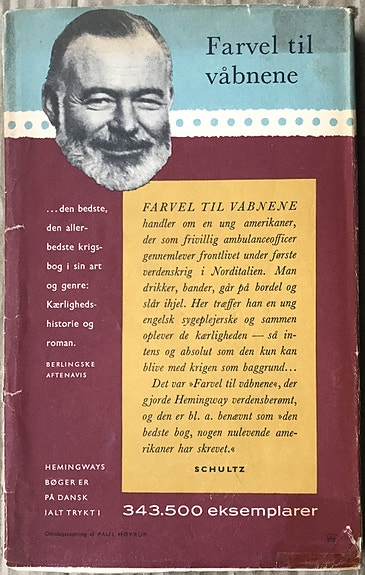 Farvel til
våbnene
...den bedste,
den aller-
bedste krigs-
bog i sin art
og genre:
Kærligheds-
historie og
roman.
BERLINGSKE
AFTENAVIS
FARVEL TIL VÅBNENE
handler om en ung amerikaner,
der som frivillig ambulanceofficer
gennemlever frontlivet under første
verdenskrig i Norditalien. Man
drikker, bander, går på bordel og
slår ihjel. Her træffer han en ung
engelsk sygeplejerske og sammen
oplever de kærligheden — så in-
tens og absolut som den kun kan
blive med krigen som baggrund...
Det var »Farvel til våbnene«, der
gjorde Hemingway verdensberømt,
og den er bl. a. benævnt som »den
bedste bog, nogen nulevende ame-
rikaner har skrevet.«
SCHULTZ
HEMINGWAYS
BØGER ER
PÅ DANSK
IALT TRYKT I
343.500 eksemplarer
Omslagstegning af PAUL HØYRUP